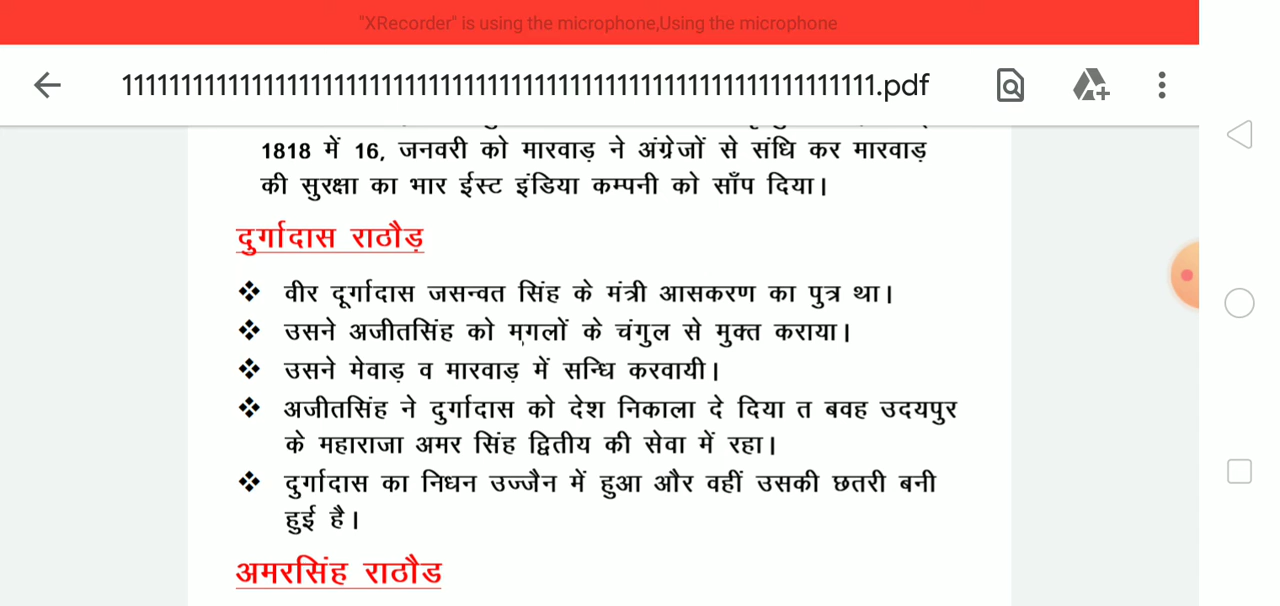 "XRecorder" is using the microphone,Using the microphone
1111111111111111111111111111111111111111111111111111111111111111.pdf
1818 में 16, जनवरी को मारवाड़ ने अंग्रेजों से संधि कर मारवाड़
की सुरक्षा का भार ईस्ट इंडिया कम्पनी को साँप दिया।
दुर्गादास राठौड़
❖ वीर दूर्गादास जसन्वत सिंह के मंत्री आसकरण का पुत्र था।
❖ उसने अजीतसिंह को मुगलों के चंगुल से मुक्त कराया।
❖ उसने मेवाड़ व मारवाड़ में सन्धि करवायी।
❖ अजीतसिंह ने दुर्गादास को देश निकाला दे दिया त बवह उदयपुर
के महाराजा अमर सिंह द्वितीय की सेवा में रहा।
❖ दुर्गादास का निधन उज्जैन में हुआ और वहीं उसकी छतरी बनी
हुई है।
अमरसिंह राठौड